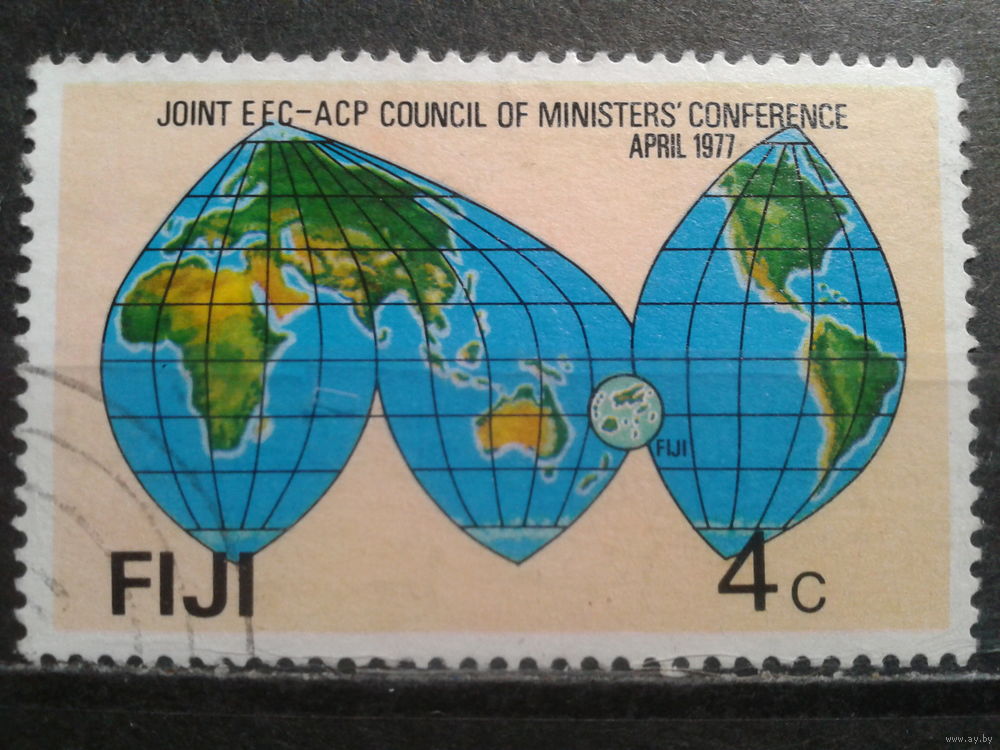 JOINT EEC-ACP COUNCIL OF MINISTERS' CONFERENCE
APRIL 1977
FIJI
FIJI
4c
www.ay.by